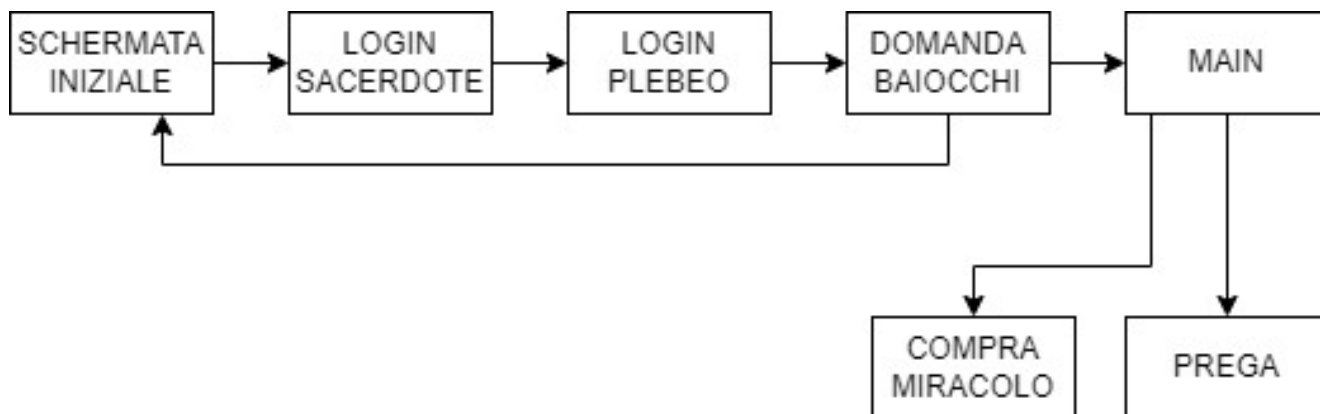 SCHERMATA
INIZIALE
LOGIN
SACERDOTE
LOGIN
PLEBEO
DOMANDA
BAIOCCHI
MAIN
COMPRA
MIRACOLO
PREGA